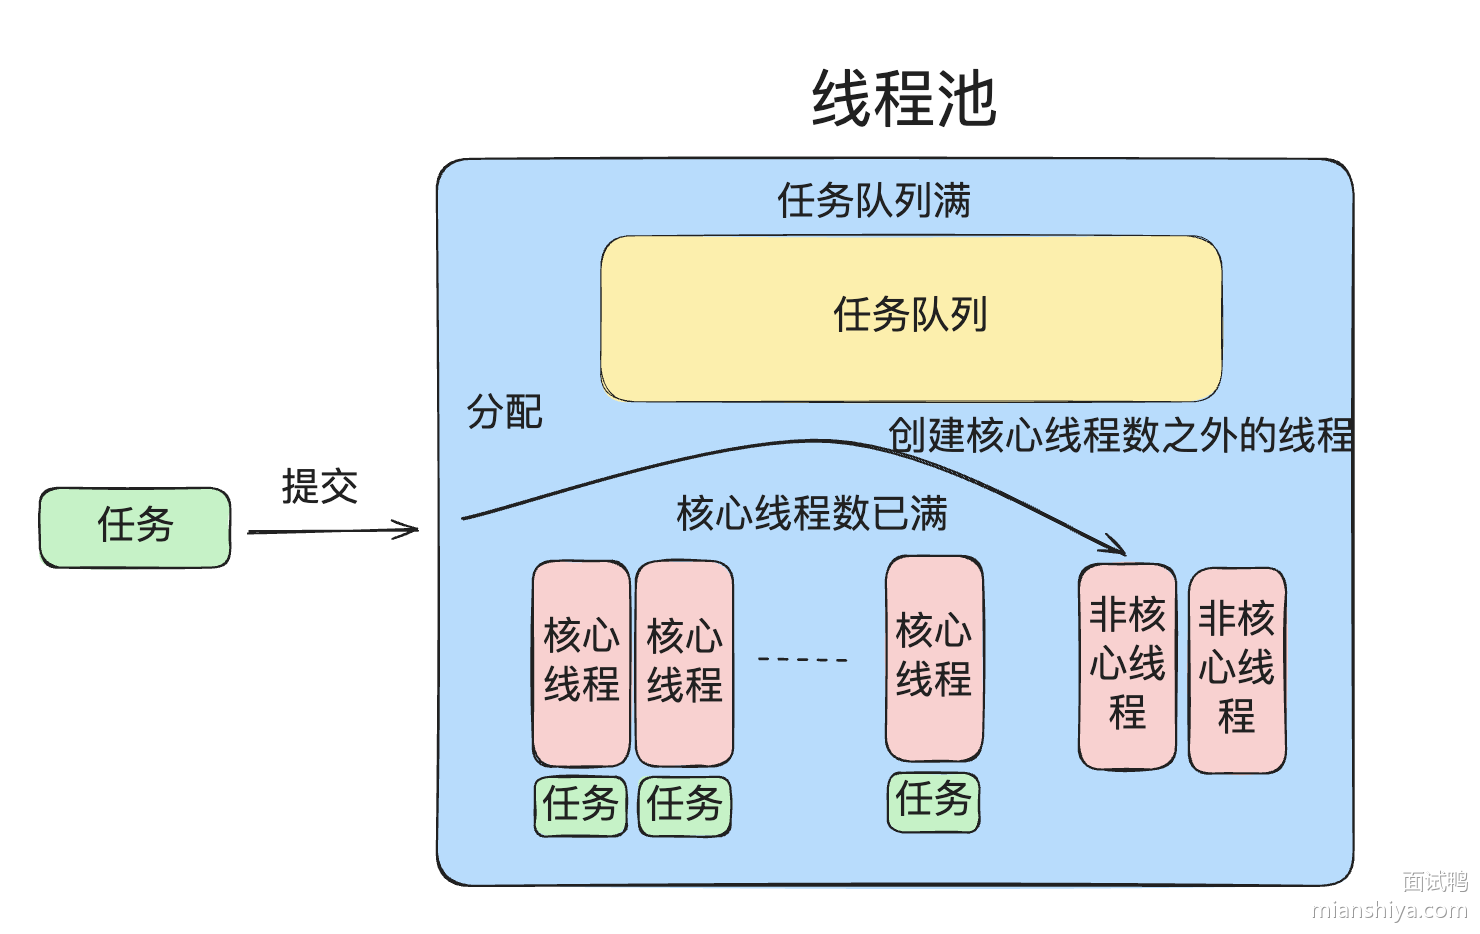 线程池
任务队列满
任务队列
分配
创建核心线程数之外的线程
提交
任务
核心线程数已满
核心
线程
核心
线程
核心
线程
非核
心线
程
非核
心线
程
任务
任务
任务
面试鸭
mianshiya.com